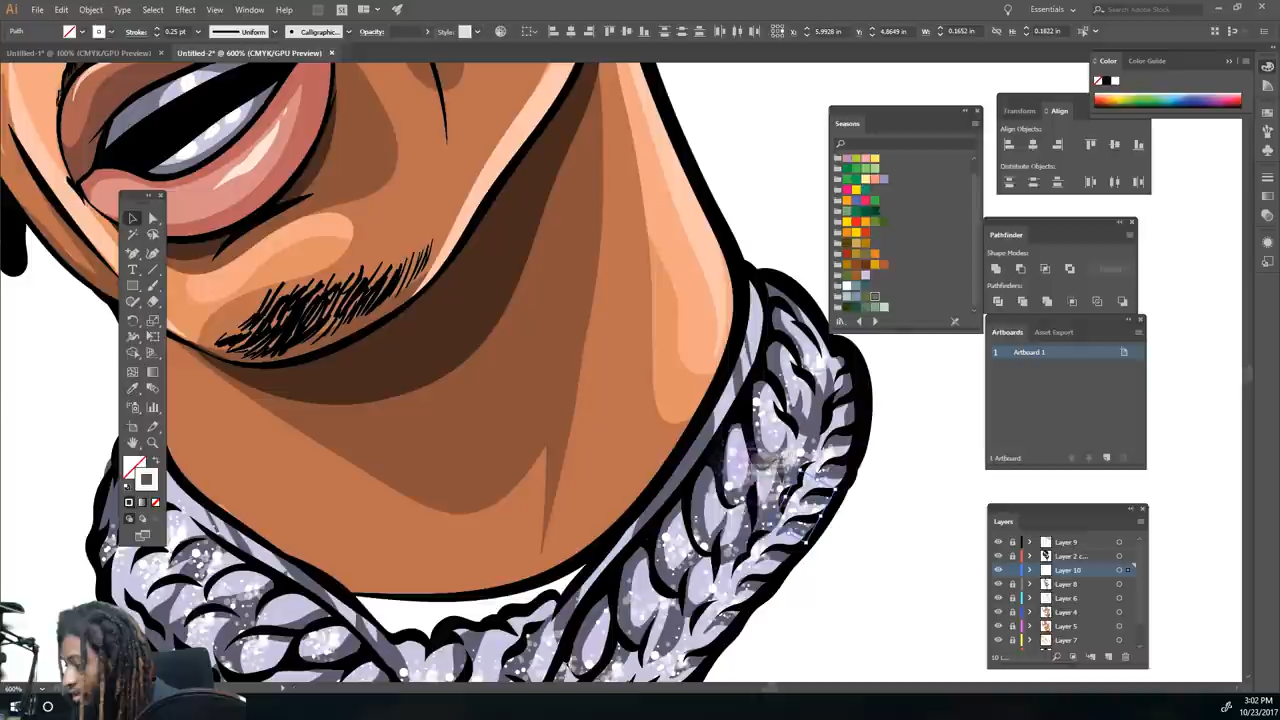 Ai File Edit Object Type Select Effect View Window Help St Essentials Search Adobe Stock
Path Stroke: 0.25 pt Uniform Calligraphic... Opacity: Style: X: 5.9928 in Y: 4.8649 in W: 0.1652 in H: 0.1822 in
Untitled-1* @ 100% (CMYK/GPU Preview) × Untitled-2* @ 600% (CMYK/GPU Preview) ×
Color Color Guide
Seasons
Transform Align
Align Objects:
Distribute Objects:
Pathfinder
Shape Modes:
Pathfinders:
Artboards Asset Export
1 Artboard 1
1 Artboard
Layers
Layer 9
Layer 2 c...
Layer 10
Layer 8
Layer 6
Layer 4
Layer 5
Layer 7
600%
3:02 PM
10/23/2017